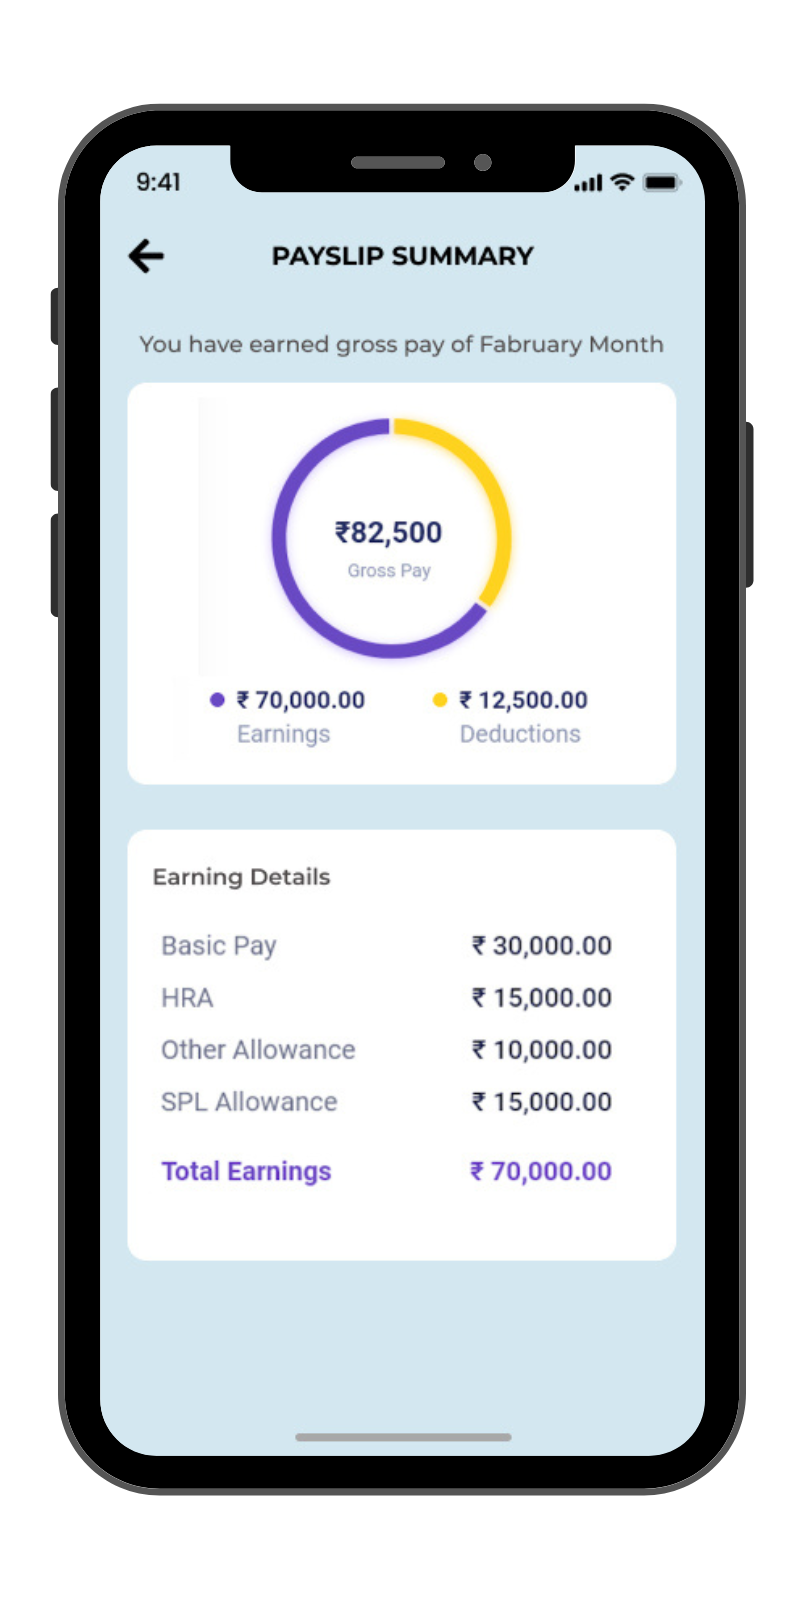 9:41
PAYSLIP SUMMARY
You have earned gross pay of Fabruary Month
₹82,500
Gross Pay
₹ 70,000.00 ₹ 12,500.00
Earnings Deductions
Earning Details
Basic Pay ₹ 30,000.00
HRA ₹ 15,000.00
Other Allowance ₹ 10,000.00
SPL Allowance ₹ 15,000.00
Total Earnings ₹ 70,000.00